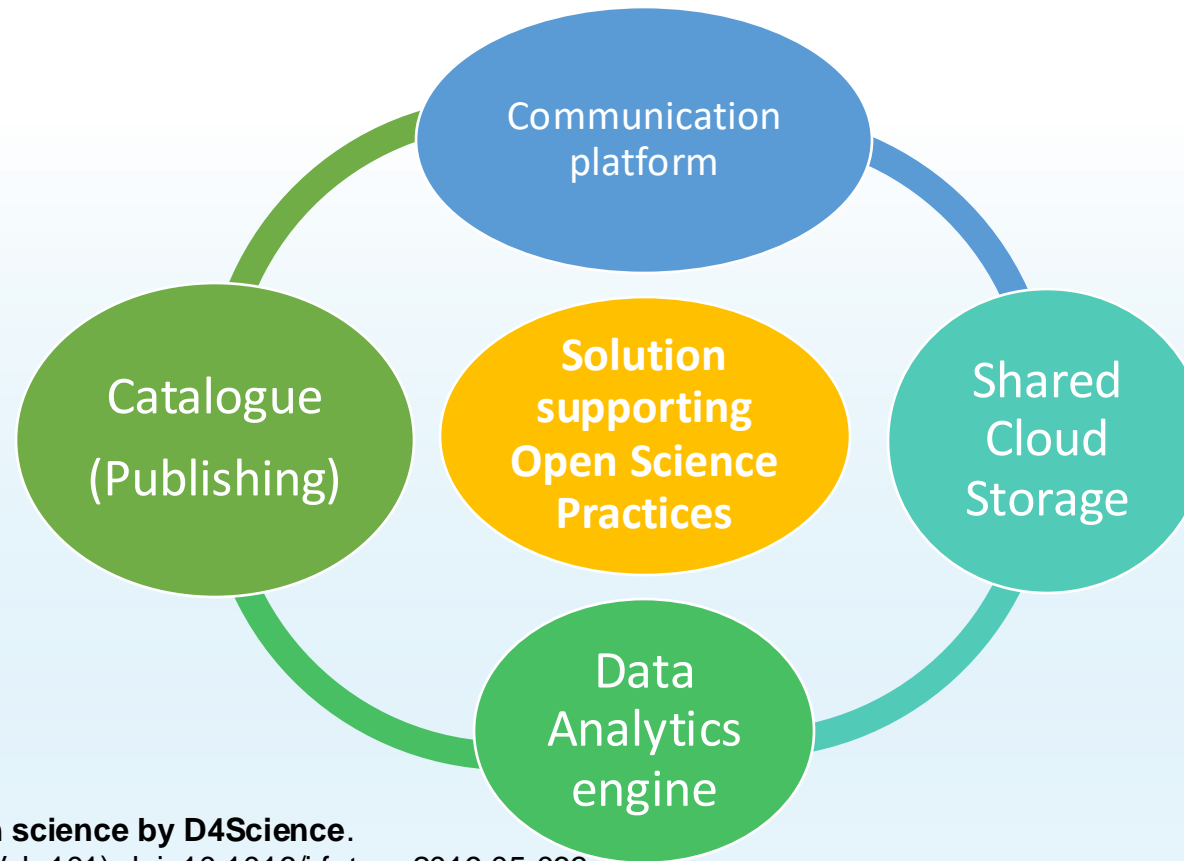 Communication
platform
Catalogue
(Publishing)
Solution
supporting
Open Science
Practices
Shared
Cloud
Storage
Data
Analytics
engine
science by D4Science.